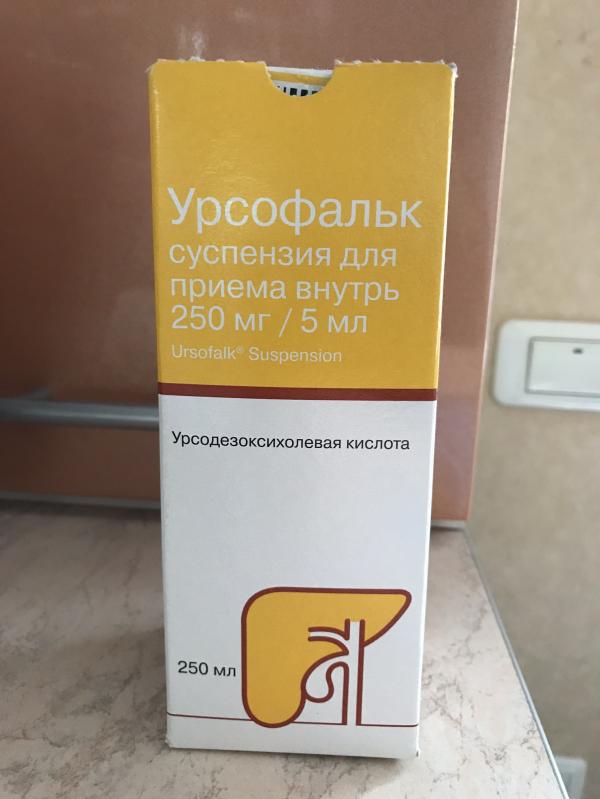 Урсофальк
суспензия для
приема внутрь
250 мг / 5 мл
Ursofalk® Suspension
Урсодезоксихолевая кислота
250 мл